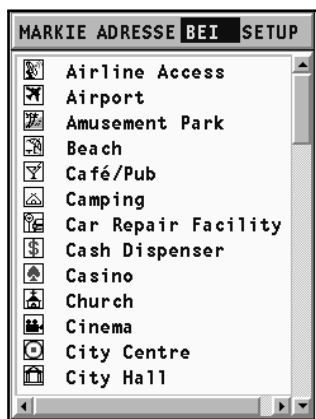 MARKIE ADRESSE BEI SETUP
Airline Access
Airport
Amusement Park
Beach
Café/Pub
Camping
Car Repair Facility
Cash Dispenser
Casino
Church
Cinema
City Centre
City Hall